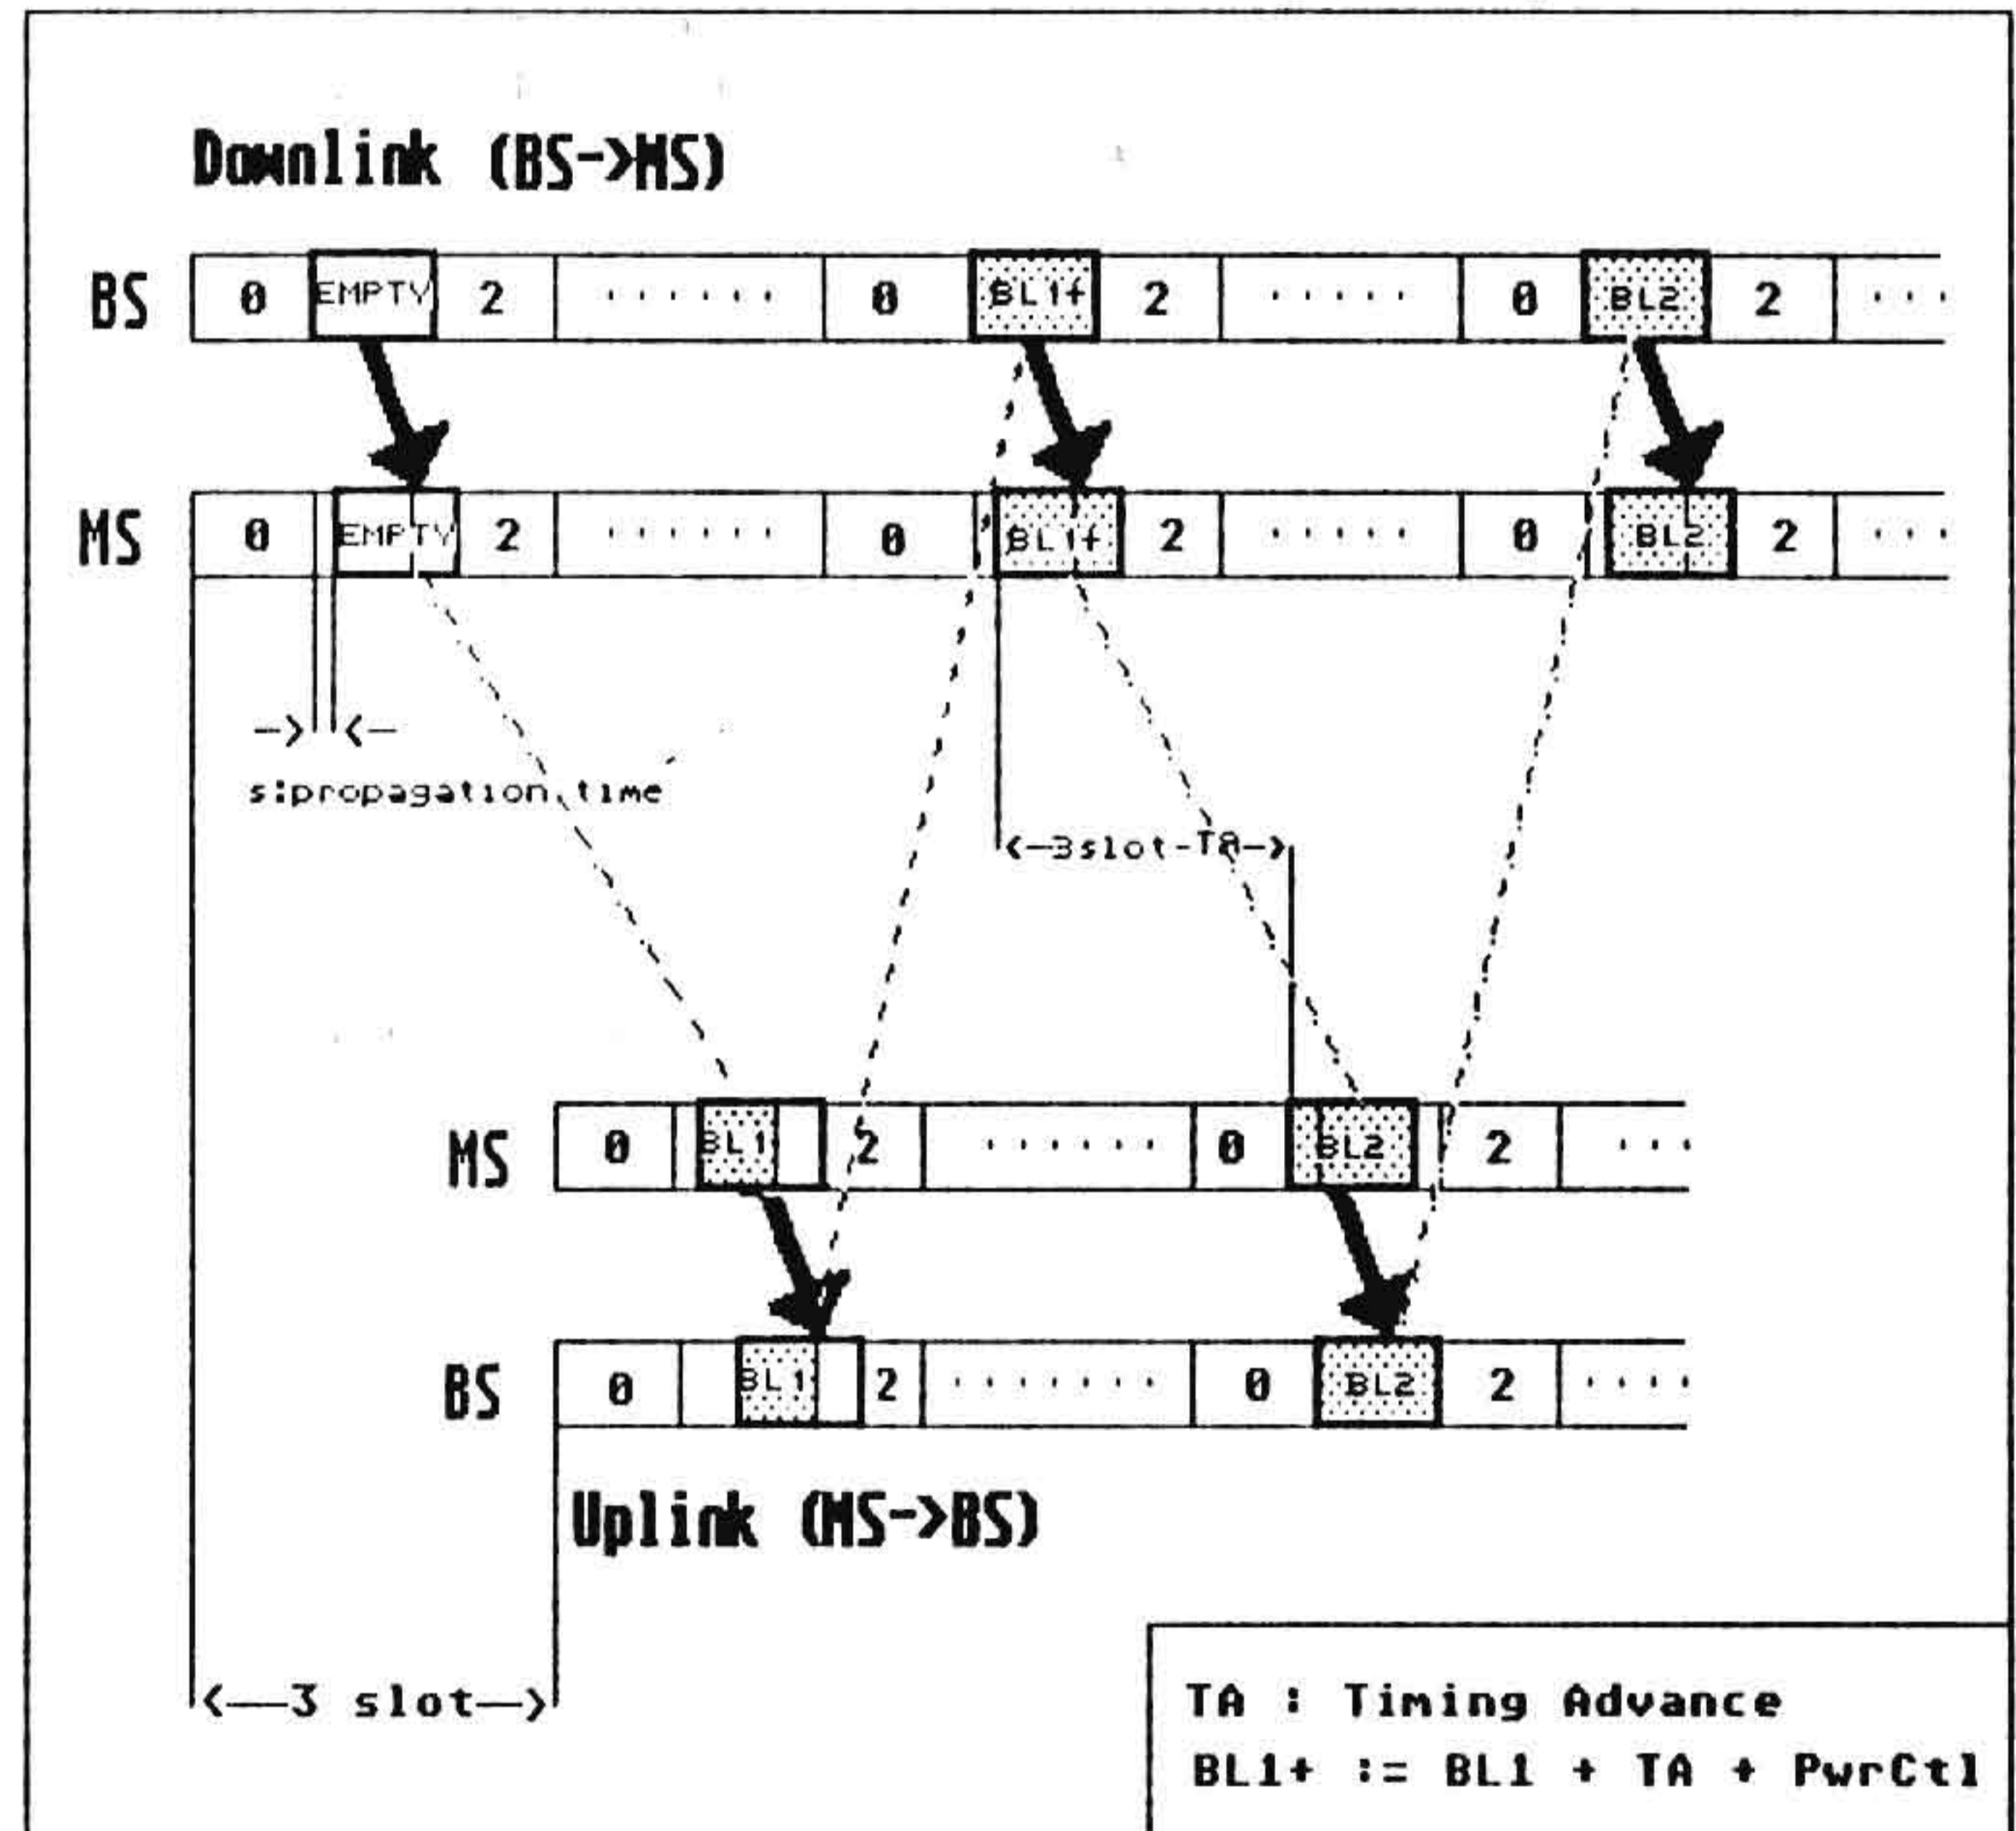 Downlink (BS->MS)
BS 0 EMPTY 2 ...... 0 BL1+ 2 ..... 0 BL2 2 ...
MS 0 EMPTY 2 ...... 0 BL1+ 2 ..... 0 BL2 2 ...
->||<-
s:propagation time
|<-3slot-TA->|
MS 0 BL1 2 ...... 0 BL2 2 ...
BS 0 BL1 2 ....... 0 BL2 2 ....
Uplink (MS->BS)
|<—3 slot—>|
TA : Timing Advance
BL1+ := BL1 + TA + PwrCtl